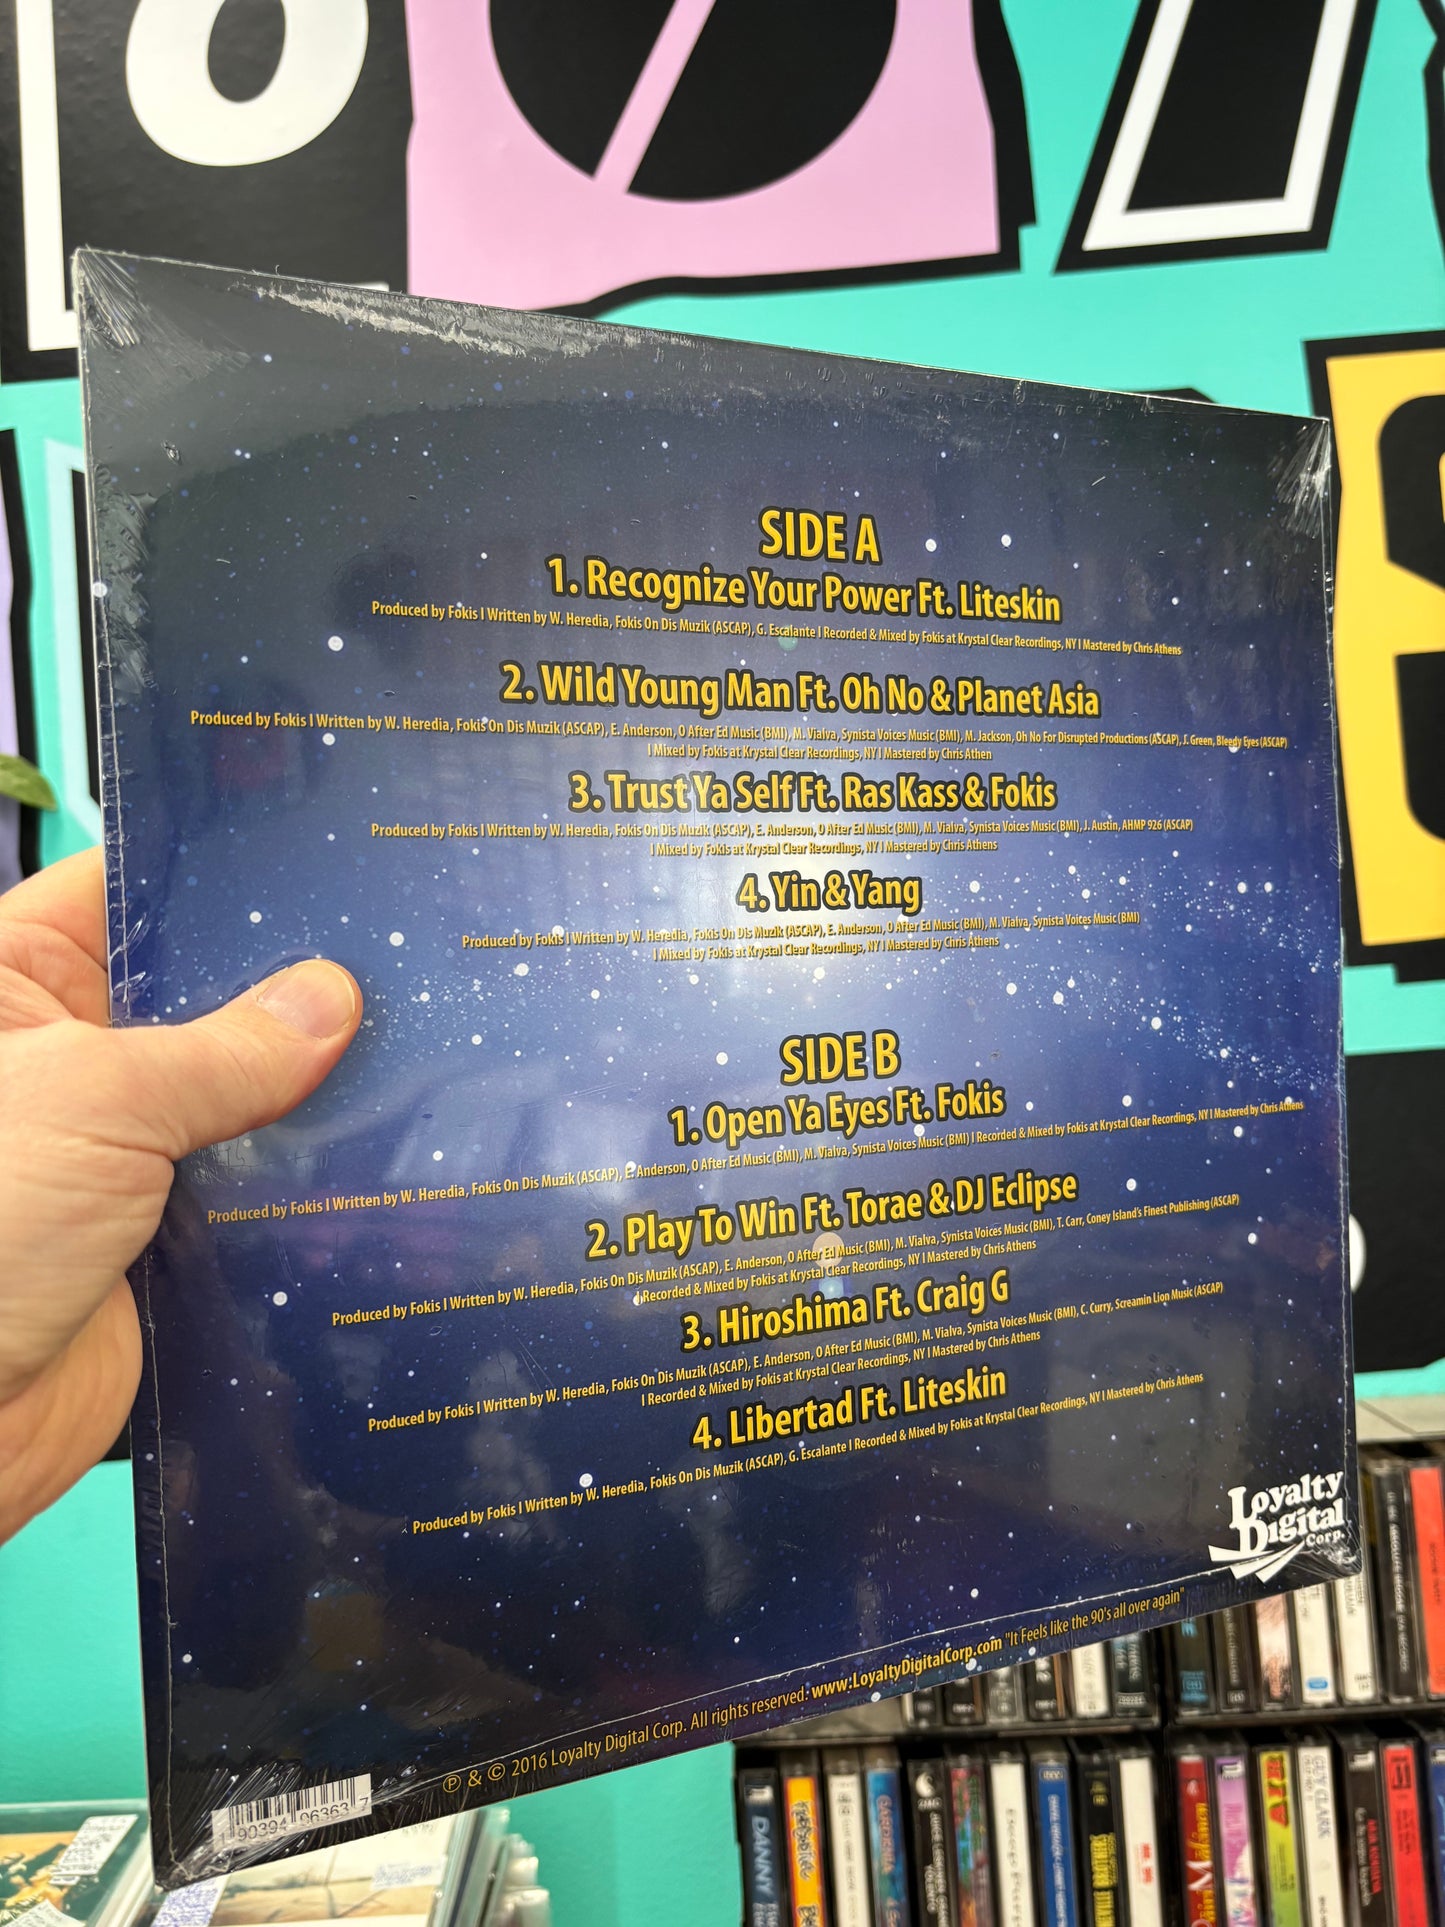 SIDE A
1. Recognize Your Power Ft. Liteskin
Produced by Fokis I Written by W. Heredia, Fokis On Dis Muzik (ASCAP), G. Escalante I Recorded & Mixed by Fokis at Krystal Clear Recordings, NY I Mastered by Chris Athens
2. Wild Young Man Ft. Oh No & Planet Asia
Produced by Fokis I Written by W. Heredia, Fokis On Dis Muzik (ASCAP), E. Anderson, O After Ed Music (BMI), M. Vialva, Synista Voices Music (BMI), M. Jackson, Oh No For Disrupted Productions (ASCAP), J. Green, Bleedy Eyes (ASCAP)
I Mixed by Fokis at Krystal Clear Recordings, NY I Mastered by Chris Athen
3. Trust Ya Self Ft. Ras Kass & Fokis
Produced by Fokis I Written by W. Heredia, Fokis On Dis Muzik (ASCAP), E. Anderson, O After Ed Music (BMI), M. Vialva, Synista Voices Music (BMI), J. Austin, AHMP 926 (ASCAP)
I Mixed by Fokis at Krystal Clear Recordings, NY I Mastered by Chris Athens
4. Yin & Yang
Produced by Fokis I Written by W. Heredia, Fokis On Dis Muzik (ASCAP), E. Anderson, O After Ed Music (BMI), M. Vialva, Synista Voices Music (BMI)
I Mixed by Fokis at Krystal Clear Recordings, NY I Mastered by Chris Athens
SIDE B
1. Open Ya Eyes Ft. Fokis
Produced by Fokis I Written by W. Heredia, Fokis On Dis Muzik (ASCAP), E. Anderson, O After Ed Music (BMI), M. Vialva, Synista Voices Music (BMI) I Recorded & Mixed by Fokis at Krystal Clear Recordings, NY I Mastered by Chris Athens
2. Play To Win Ft. Torae & DJ Eclipse
Produced by Fokis I Written by W. Heredia, Fokis On Dis Muzik (ASCAP), E. Anderson, O After Ed Music (BMI), M. Vialva, Synista Voices Music (BMI), T. Carr, Coney Island's Finest Publishing (ASCAP)
I Recorded & Mixed by Fokis at Krystal Clear Recordings, NY I Mastered by Chris Athens
3. Hiroshima Ft. Craig G
Produced by Fokis I Written by W. Heredia, Fokis On Dis Muzik (ASCAP), E. Anderson, O After Ed Music (BMI), M. Vialva, Synista Voices Music (BMI), C. Curry, Screamin Lion Music (ASCAP)
I Recorded & Mixed by Fokis at Krystal Clear Recordings, NY I Mastered by Chris Athens
4. Libertad Ft. Liteskin
Produced by Fokis I Written by W. Heredia, Fokis On Dis Muzik (ASCAP), G. Escalante I Recorded & Mixed by Fokis at Krystal Clear Recordings, NY I Mastered by Chris Athens
Loyalty
Digital
Corp.
℗ & © 2016 Loyalty Digital Corp. All rights reserved. www.LoyaltyDigitalCorp.com "It Feels like the 90's all over again"
1 90394 96363 7
DANNY
GUY CLARK